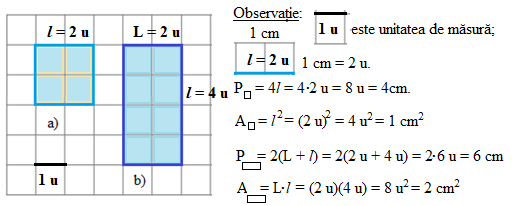 l = 2 u
L = 2 u
l = 4 u
a)
1 u
b)
Observație:
1 cm
1 u este unitatea de măsură;
l = 2 u
1 cm = 2 u.
P□ = 4l = 4·2 u = 8 u = 4cm.
A□ = l² = (2 u)² = 4 u² = 1 cm²
P▭ = 2(L + l) = 2(2 u + 4 u) = 2·6 u = 6 cm
A▭ = L·l = (2 u)(4 u) = 8 u² = 2 cm²